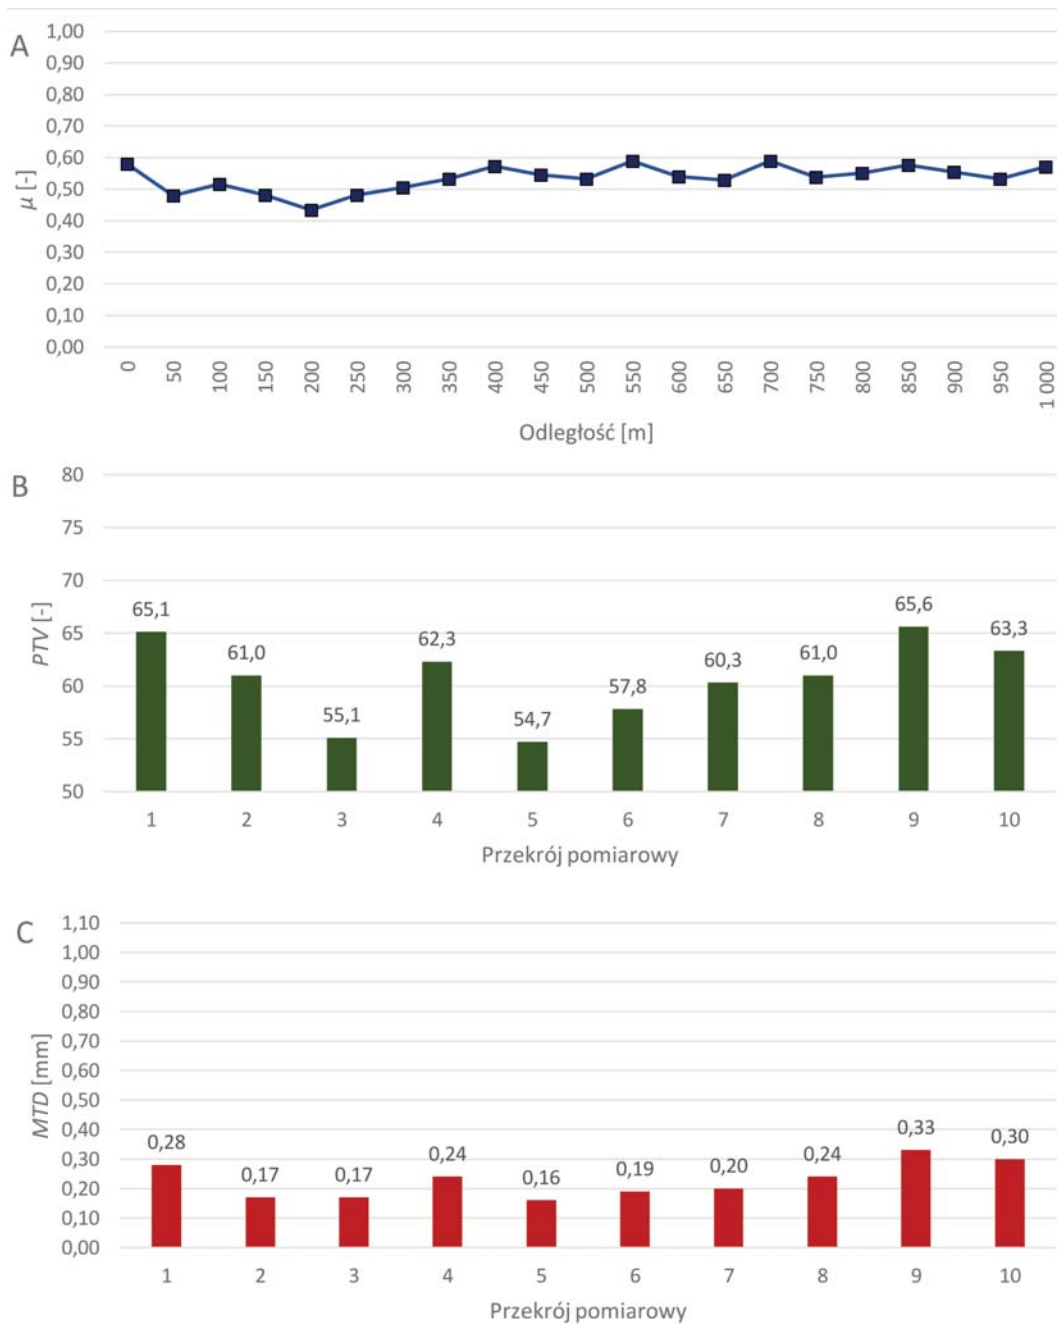 A
1,00
0,90
0,80
0,70
0,60
0,50
0,40
0,30
0,20
0,10
0,00
μ [-]
0 50 100 150 200 250 300 350 400 450 500 550 600 650 700 750 800 850 900 950 1 000
Odległość [m]
B
80
75
70
65
60
55
50
PTV [-]
65,1 61,0 55,1 62,3 54,7 57,8 60,3 61,0 65,6 63,3
1 2 3 4 5 6 7 8 9 10
Przekrój pomiarowy
C
1,10
1,00
0,90
0,80
0,70
0,60
0,50
0,40
0,30
0,20
0,10
0,00
MTD [mm]
0,28 0,17 0,17 0,24 0,16 0,19 0,20 0,24 0,33 0,30
1 2 3 4 5 6 7 8 9 10
Przekrój pomiarowy